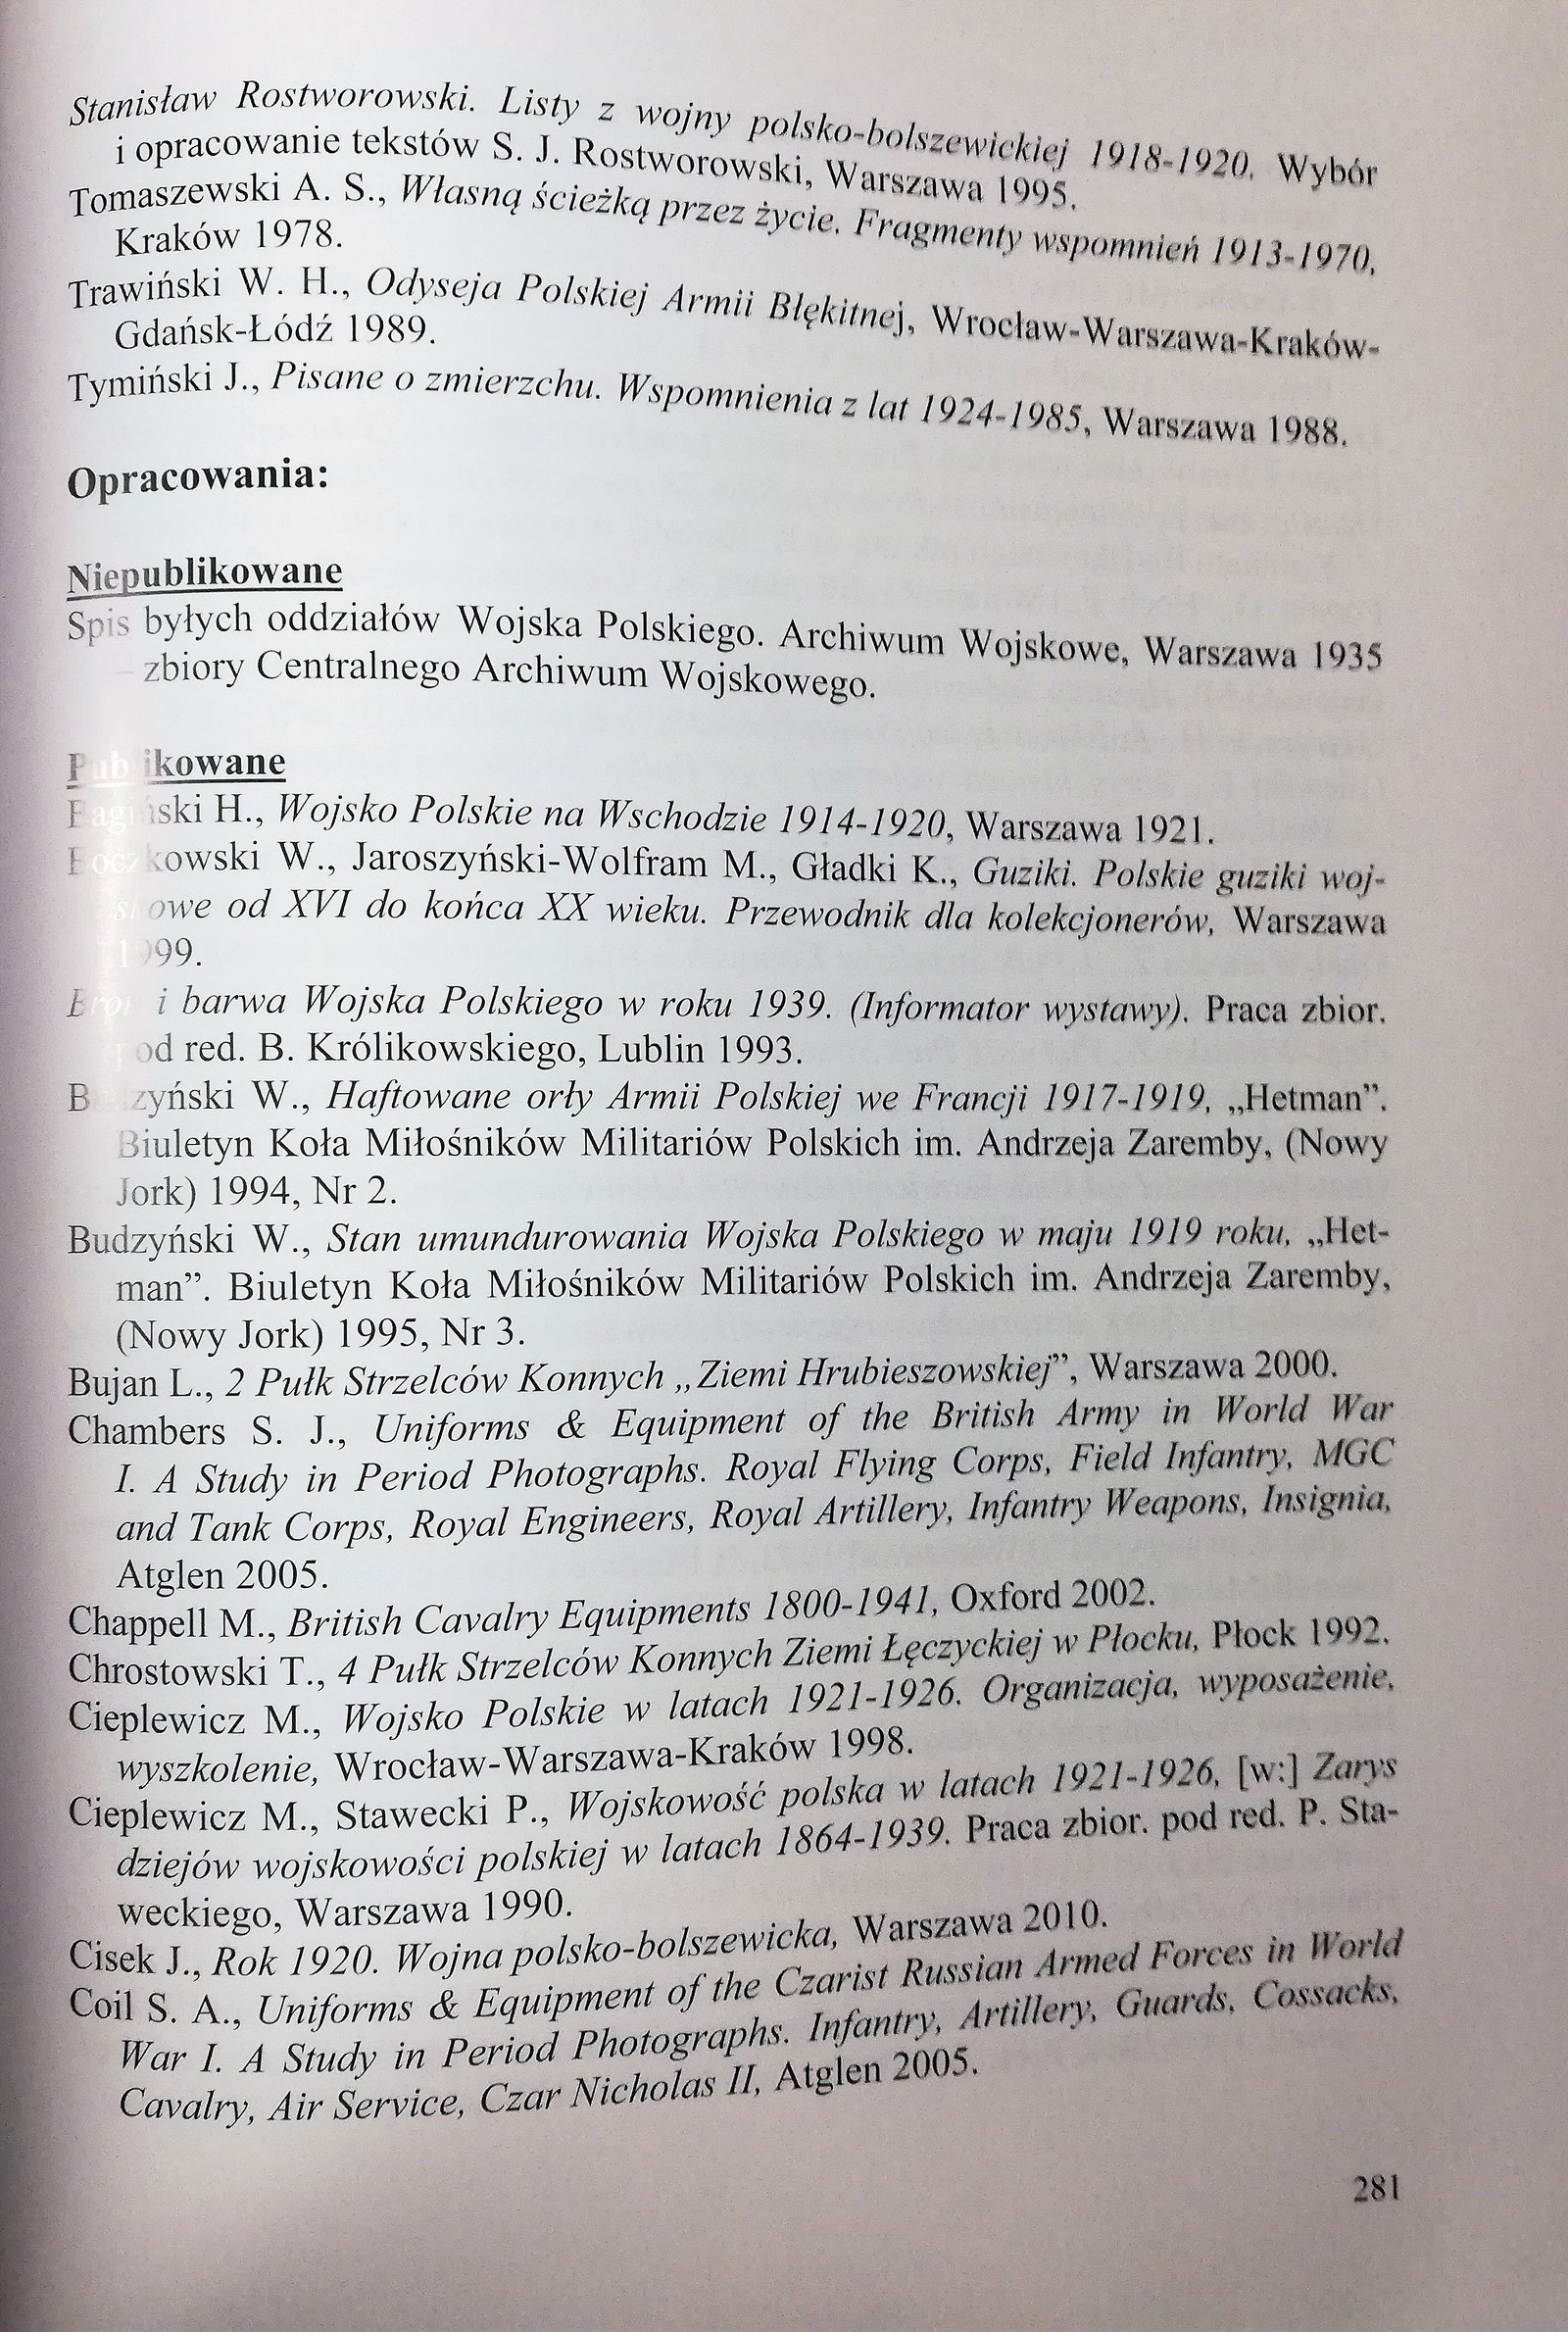 Stanisław Rostworowski. Listy z wojny polsko-bolszewickiej 1918-1920. Wybór
i opracowanie tekstów S. J. Rostworowski, Warszawa 1995.
Tomaszewski A. S., Własną ścieżką przez życie. Fragmenty wspomnień 1913-1970,
Kraków 1978.
Trawiński W. H., Odyseja Polskiej Armii Błękitnej, Wrocław-Warszawa-Kraków-
Gdańsk-Łódź 1989.
Tymiński J., Pisane o zmierzchu. Wspomnienia z lat 1924-1985, Warszawa 1988.
Opracowania:
Niepublikowane
Spis byłych oddziałów Wojska Polskiego. Archiwum Wojskowe, Warszawa 1935
– zbiory Centralnego Archiwum Wojskowego.
Publikowane
Bagiński H., Wojsko Polskie na Wschodzie 1914-1920, Warszawa 1921.
Boczkowski W., Jaroszyński-Wolfram M., Gładki K., Guziki. Polskie guziki woj-
skowe od XVI do końca XX wieku. Przewodnik dla kolekcjonerów, Warszawa
1999.
Broń i barwa Wojska Polskiego w roku 1939. (Informator wystawy). Praca zbior.
pod red. B. Królikowskiego, Lublin 1993.
Budzyński W., Haftowane orły Armii Polskiej we Francji 1917-1919, „Hetman”.
Biuletyn Koła Miłośników Militariów Polskich im. Andrzeja Zaremby, (Nowy
Jork) 1994, Nr 2.
Budzyński W., Stan umundurowania Wojska Polskiego w maju 1919 roku, „Het-
man”. Biuletyn Koła Miłośników Militariów Polskich im. Andrzeja Zaremby,
(Nowy Jork) 1995, Nr 3.
Bujan L., 2 Pułk Strzelców Konnych „Ziemi Hrubieszowskiej”, Warszawa 2000.
Chambers S. J., Uniforms & Equipment of the British Army in World War
I. A Study in Period Photographs. Royal Flying Corps, Field Infantry, MGC
and Tank Corps, Royal Engineers, Royal Artillery, Infantry Weapons, Insignia,
Atglen 2005.
Chappell M., British Cavalry Equipments 1800-1941, Oxford 2002.
Chrostowski T., 4 Pułk Strzelców Konnych Ziemi Łęczyckiej w Płocku, Płock 1992.
Cieplewicz M., Wojsko Polskie w latach 1921-1926. Organizacja, wyposażenie,
wyszkolenie, Wrocław-Warszawa-Kraków 1998.
Cieplewicz M., Stawecki P., Wojskowość polska w latach 1921-1926, [w:] Zarys
dziejów wojskowości polskiej w latach 1864-1939. Praca zbior. pod red. P. Sta-
weckiego, Warszawa 1990.
Cisek J., Rok 1920. Wojna polsko-bolszewicka, Warszawa 2010.
Coil S. A., Uniforms & Equipment of the Czarist Russian Armed Forces in World
War I. A Study in Period Photographs. Infantry, Artillery, Guards, Cossacks,
Cavalry, Air Service, Czar Nicholas II, Atglen 2005.
281